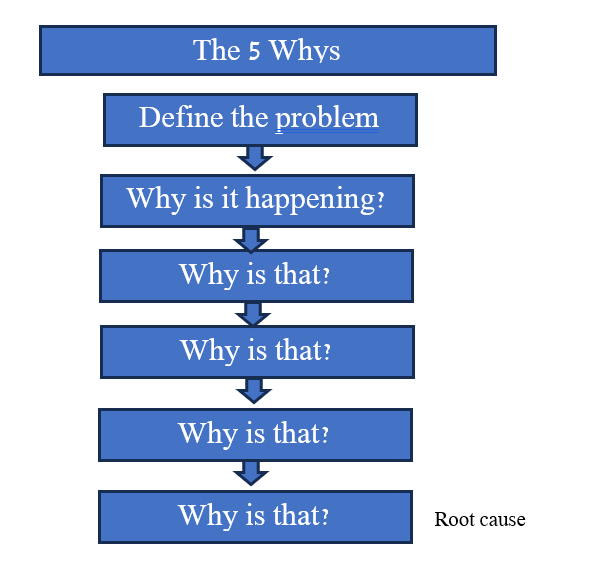 The 5 Whys
Define the problem
Why is it happening?
Why is that?
Why is that?
Why is that?
Why is that?
Root cause